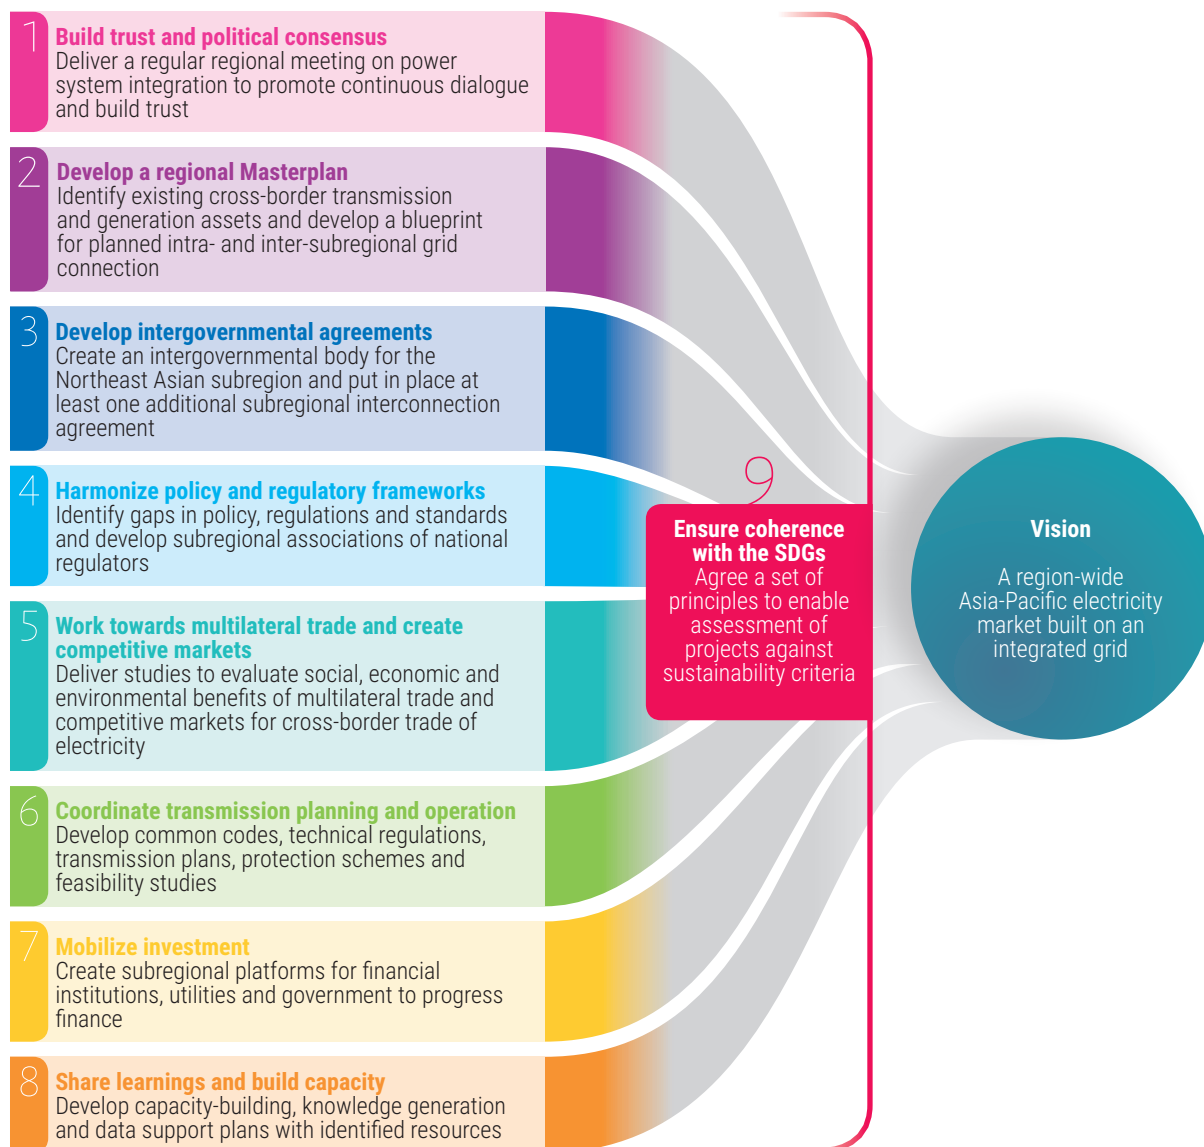 1
Build trust and political consensus
Deliver a regular regional meeting on power
system integration to promote continuous dialogue
and build trust
2
Develop a regional Masterplan
Identify existing cross-border transmission
and generation assets and develop a blueprint
for planned intra- and inter-subregional grid
connection
3
Develop intergovernmental agreements
Create an intergovernmental body for the
Northeast Asian subregion and put in place at
least one additional subregional interconnection
agreement
4
Harmonize policy and regulatory frameworks
Identify gaps in policy, regulations and standards
and develop subregional associations of national
regulators
5
Work towards multilateral trade and create
competitive markets
Deliver studies to evaluate social, economic and
environmental benefits of multilateral trade and
competitive markets for cross-border trade of
electricity
6
Coordinate transmission planning and operation
Develop common codes, technical regulations,
transmission plans, protection schemes and
feasibility studies
7
Mobilize investment
Create subregional platforms for financial
institutions, utilities and government to progress
finance
8
Share learnings and build capacity
Develop capacity-building, knowledge generation
and data support plans with identified resources
9
Ensure coherence
with the SDGs
Agree a set of
principles to enable
assessment of
projects against
sustainability criteria
Vision
A region-wide
Asia-Pacific electricity
market built on an
integrated grid